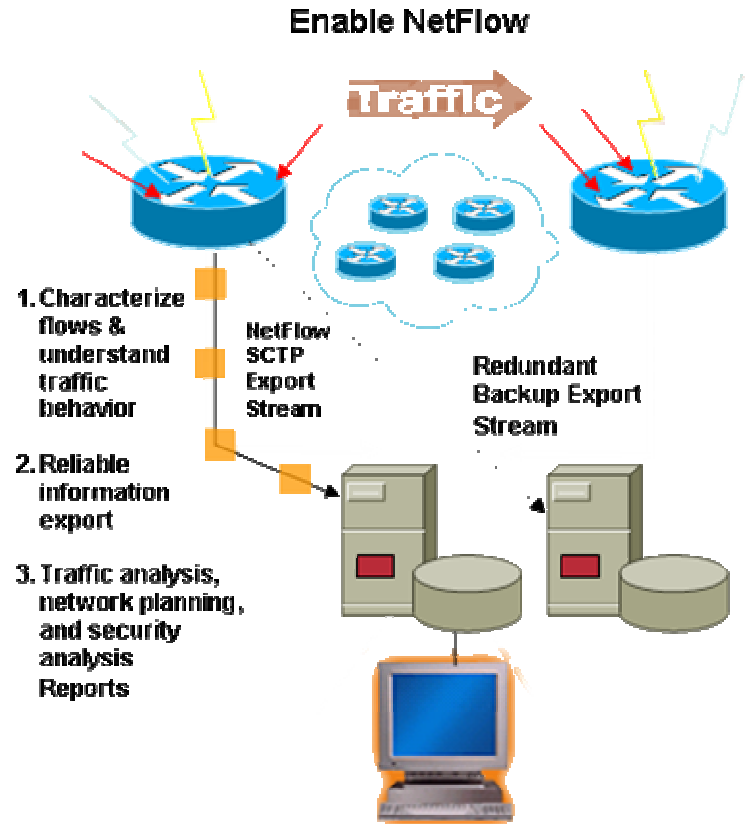 Enable NetFlow
Traffic
1. Characterize
flows &
understand
traffic
behavior
NetFlow
SCTP
Export
Stream
Redundant
Backup Export
Stream
2. Reliable
information
export
3. Traffic analysis,
network planning,
and security
analysis
Reports